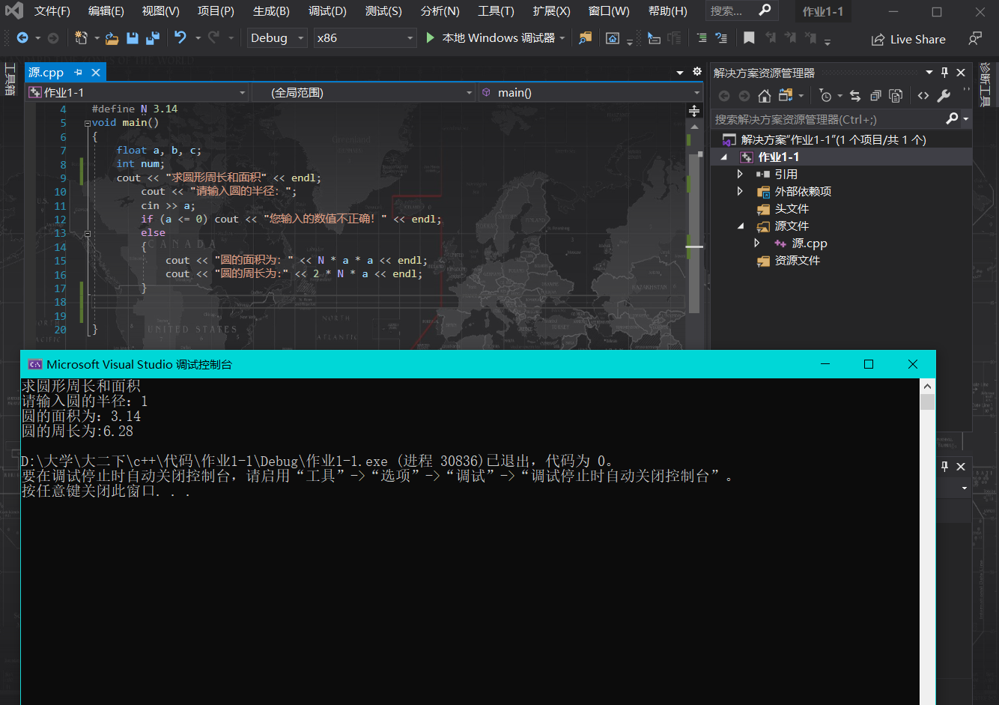 文件(F) 编辑(E) 视图(V) 项目(P) 生成(B) 调试(D) 测试(S) 分析(N) 工具(T) 扩展(X) 窗口(W) 帮助(H) 搜索... 作业1-1
Debug x86 本地 Windows 调试器 Live Share
工具箱
源.cpp
作业1-1 (全局范围) main()
4 #define N 3.14
5 void main()
6 {
7 float a, b, c;
8 int num;
9 cout << "求圆形周长和面积" << endl;
10 cout << "请输入圆的半径：";
11 cin >> a;
12 if (a <= 0) cout << "您输入的数值不正确！" << endl;
13 else
14 {
15 cout << "圆的面积为：" << N * a * a << endl;
16 cout << "圆的周长为:" << 2 * N * a << endl;
17 }
18
19
20 }
CANADA
UNITED STATES
NORTH
ATLANTIC
解决方案资源管理器
搜索解决方案资源管理器(Ctrl+;)
解决方案"作业1-1"(1 个项目/共 1 个)
作业1-1
引用
外部依赖项
头文件
源文件
源.cpp
资源文件
诊断工具
Microsoft Visual Studio 调试控制台
求圆形周长和面积
请输入圆的半径：1
圆的面积为：3.14
圆的周长为:6.28
D:\大学\大二下\c++\代码\作业1-1\Debug\作业1-1.exe (进程 30836)已退出，代码为 0。
要在调试停止时自动关闭控制台，请启用“工具”->“选项”->“调试”->“调试停止时自动关闭控制台”。
按任意键关闭此窗口. . .